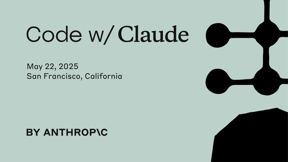 Code w/ Claude
May 22, 2025
San Francisco, California
BY ANTHROP\C